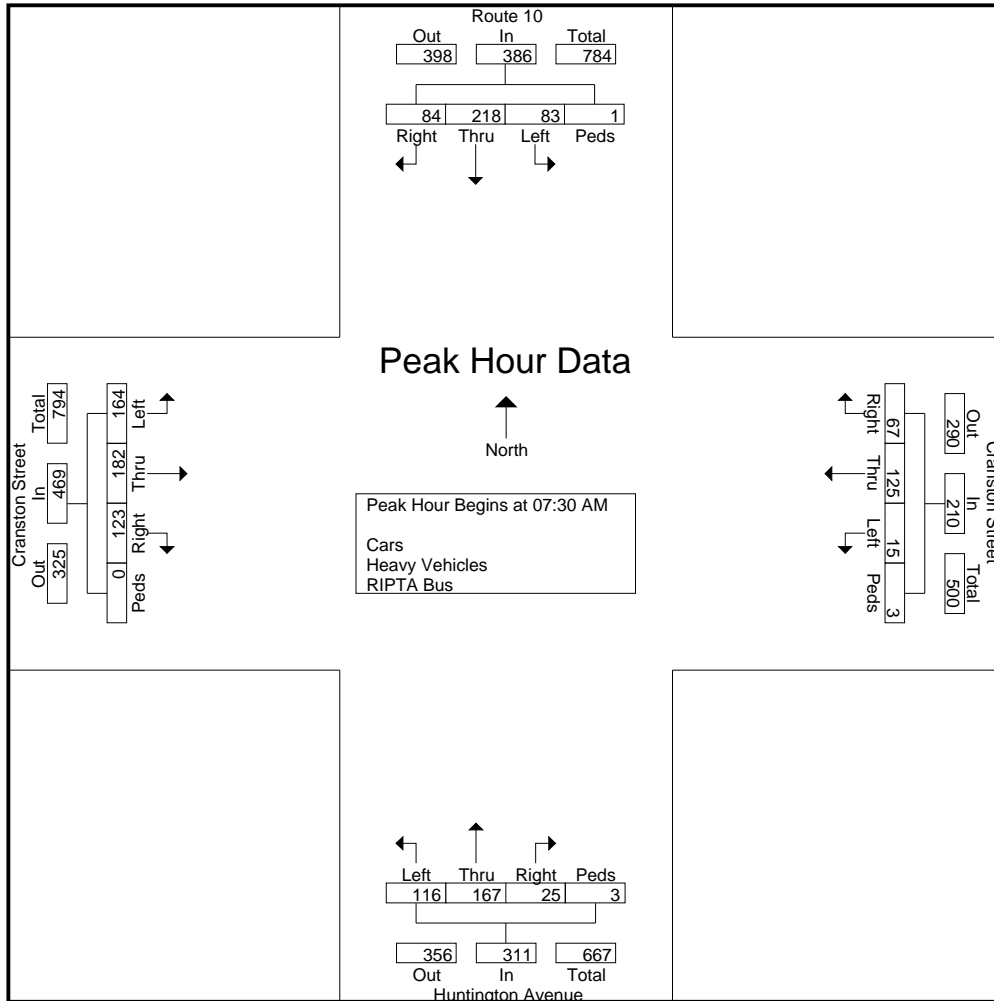 Route 10
Out In Total
398 386 784
84 218 83 1
Right Thru Left Peds
Peak Hour Data
North
Peak Hour Begins at 07:30 AM
Cars
Heavy Vehicles
RIPTA Bus
Cranston Street
Total In Out
794 469 325
164 182 123 0
Left Thru Right Peds
Cranston Street
Out In Total
290 210 500
67 125 15 3
Right Thru Left Peds
Left Thru Right Peds
116 167 25 3
356 311 667
Out In Total
Huntington Avenue